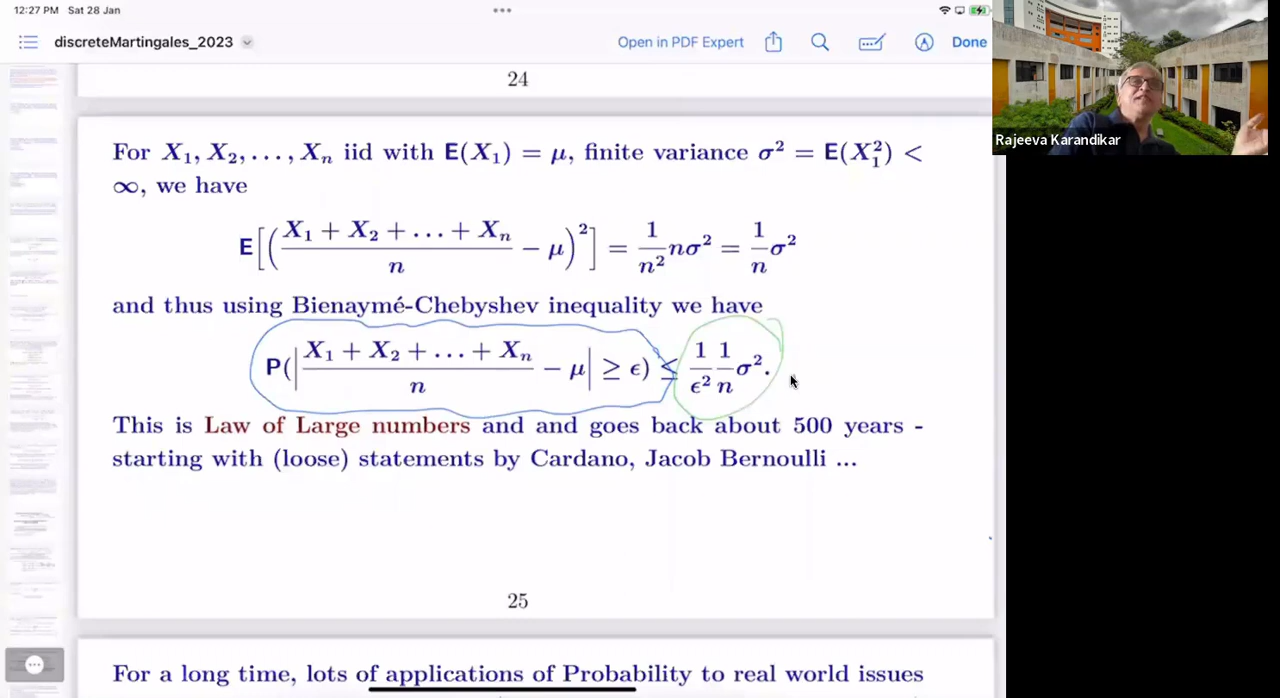 12:27 PM Sat 28 Jan
discreteMartingales_2023
Open in PDF Expert
Done
24
For X₁, X₂, . . . , Xₙ iid with E(X₁) = μ, finite variance σ² = E(X₁²) <
∞, we have
E[(X₁ + X₂ + . . . + Xₙ / n − μ)²] = 1/n² nσ² = 1/n σ²
and thus using Bienaymé-Chebyshev inequality we have
P(|X₁ + X₂ + . . . + Xₙ / n − μ| ≥ ϵ) ≤ 1/ϵ² 1/n σ².
This is Law of Large numbers and and goes back about 500 years -
starting with (loose) statements by Cardano, Jacob Bernoulli ...
25
For a long time, lots of applications of Probability to real world issues
Rajeeva Karandikar